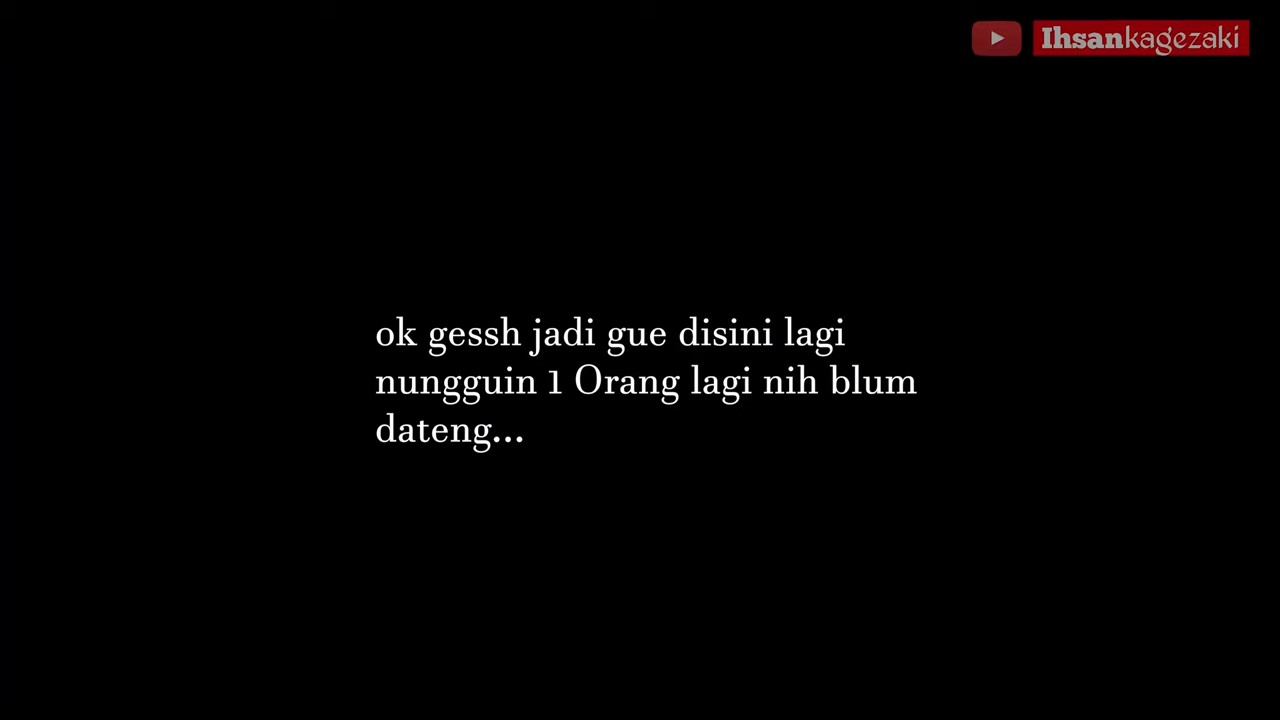 Ihsankagezaki
ok gessh jadi gue disini lagi
nungguin 1 Orang lagi nih blum
dateng...